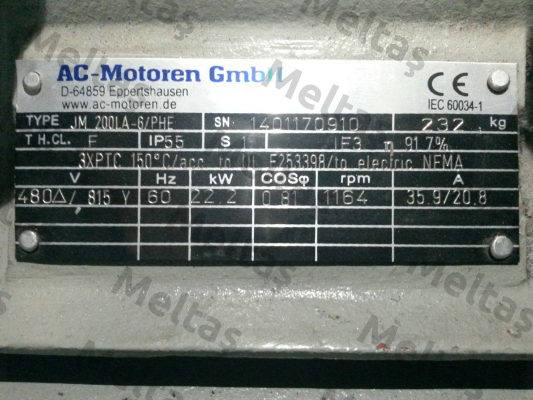 AC-Motoren GmbH
D-64859 Eppertshausen
www.ac-motoren.de
CE
IEC 60034-1
TYPE JM 200LA-6/PHE SN: 1401170910 232 kg
TH.CL. F IP55 S 1 IE3 η 91.7%
3XPTC 150°C/acc. to UL E253398/to electric NEMA
V Hz kW COSφ rpm A
480Δ/ 815 Y 60 22.2 0.81 1164 35.9/20.8
Meltaş
Meltaş
Meltaş
Meltaş
Meltaş
Meltaş
Meltaş